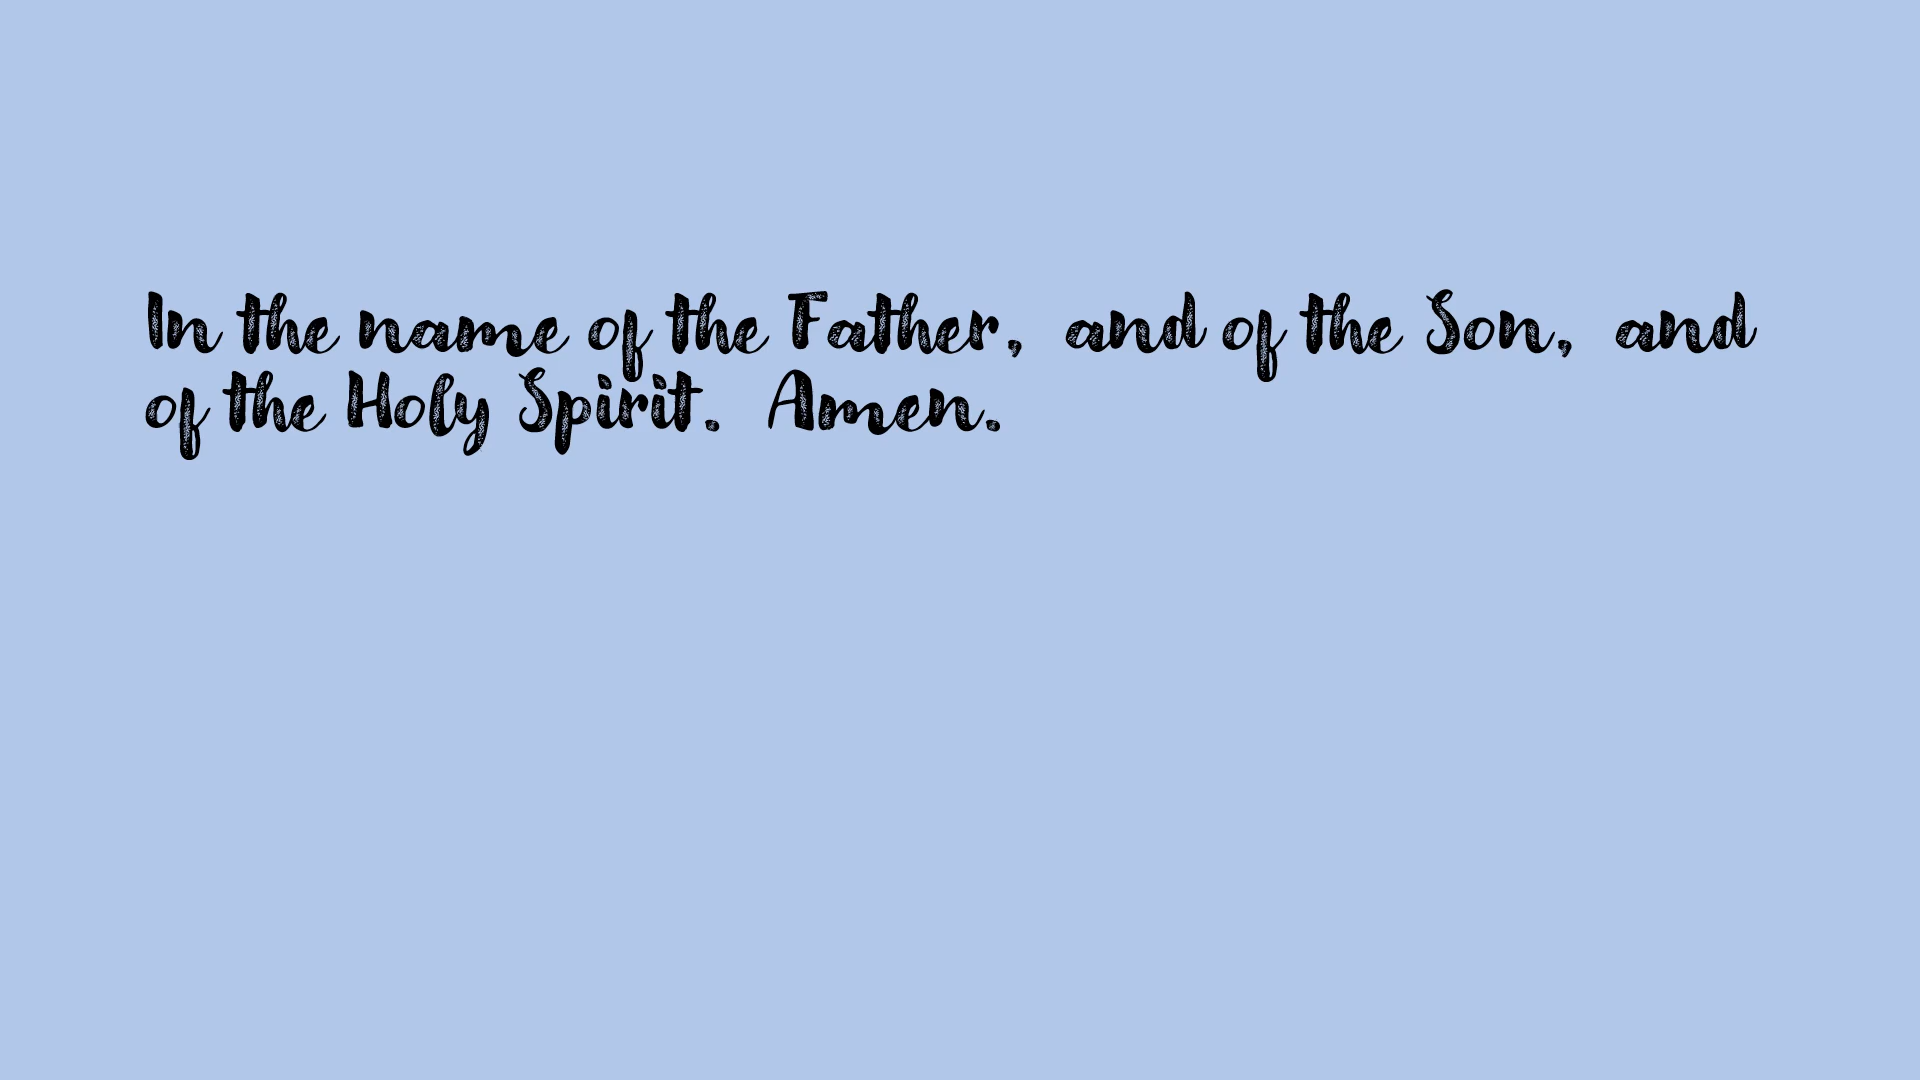 In the name of the Father, and of the Son, and
of the Holy Spirit. Amen.